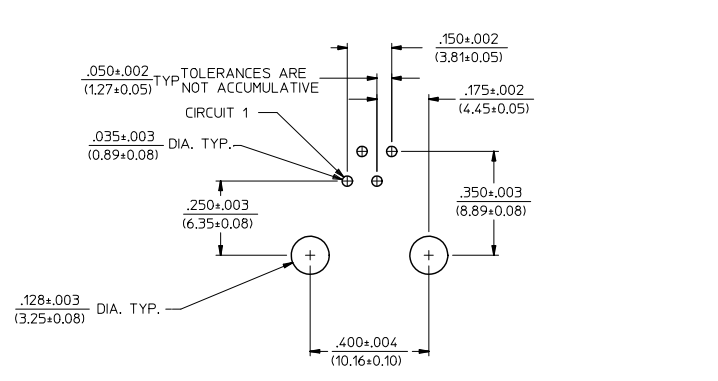 .150±.002
(3.81±0.05)
.050±.002
(1.27±0.05)
TYP
TOLERANCES ARE
NOT ACCUMULATIVE
.175±.002
(4.45±0.05)
CIRCUIT 1
.035±.003
(0.89±0.08)
DIA. TYP.
.250±.003
(6.35±0.08)
.350±.003
(8.89±0.08)
.128±.003
(3.25±0.08)
DIA. TYP.
.400±.004
(10.16±0.10)